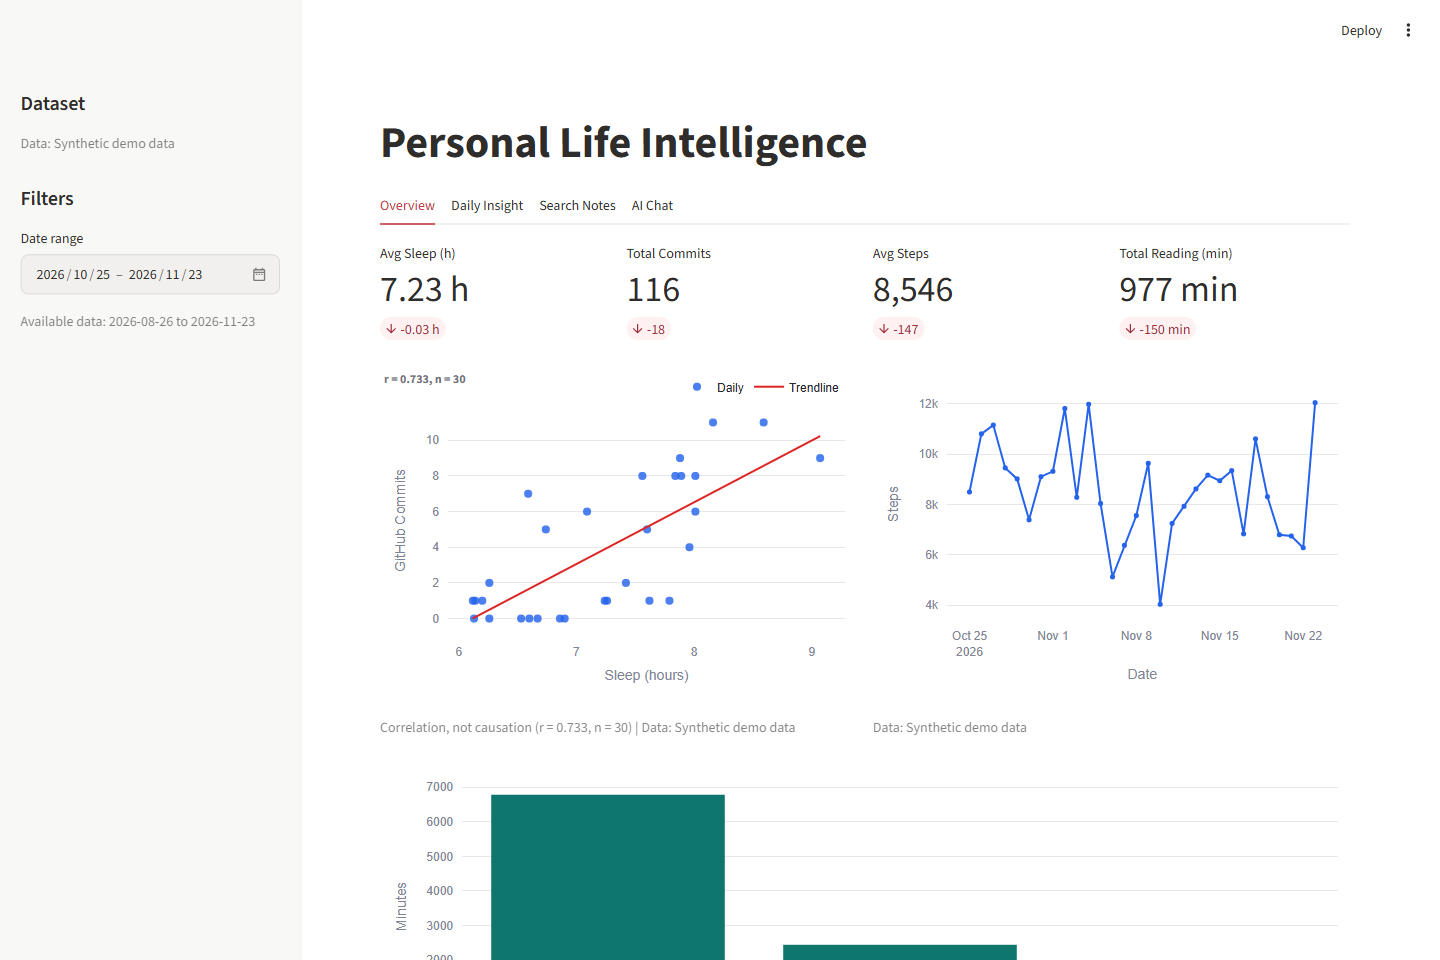 Deploy
Dataset
Data: Synthetic demo data
Filters
Date range
2026/10/25 – 2026/11/23
Available data: 2026-08-26 to 2026-11-23
Personal Life Intelligence
Overview Daily Insight Search Notes AI Chat
Avg Sleep (h)
7.23 h
↓ -0.03 h
Total Commits
116
↓ -18
Avg Steps
8,546
↓ -147
Total Reading (min)
977 min
↓ -150 min
r = 0.733, n = 30
Daily Trendline
GitHub Commits
10
8
6
4
2
0
6 7 8 9
Sleep (hours)
Correlation, not causation (r = 0.733, n = 30) | Data: Synthetic demo data
Steps
12k
10k
8k
6k
4k
Oct 25 Nov 1 Nov 8 Nov 15 Nov 22
2026
Date
Data: Synthetic demo data
Minutes
7000
6000
5000
4000
3000
2000